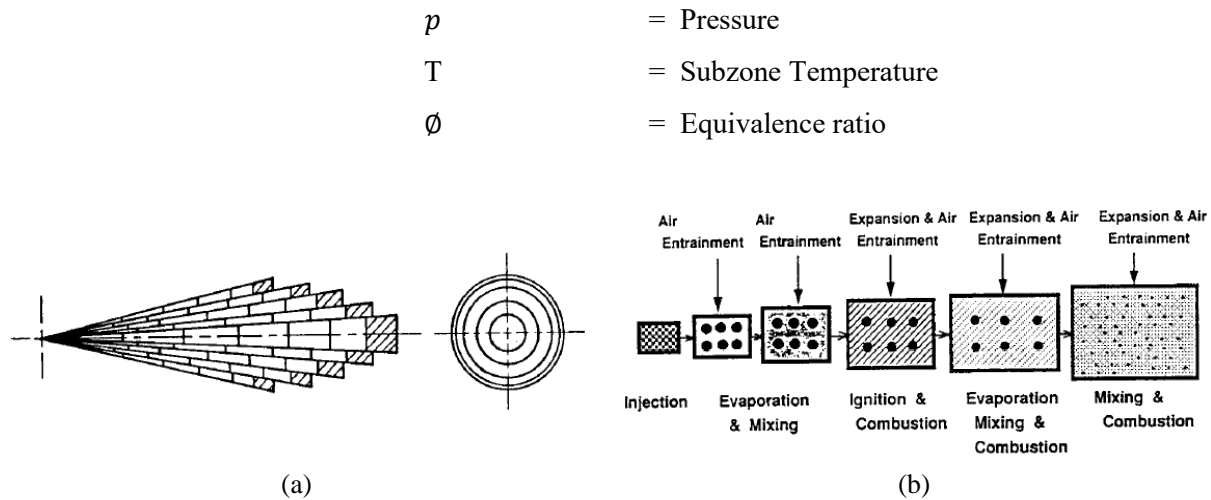 𝑝 = Pressure
T = Subzone Temperature
Ø = Equivalence ratio
Air Entrainment
Air Entrainment
Expansion & Air Entrainment
Expansion & Air Entrainment
Expansion & Air Entrainment
Injection
Evaporation & Mixing
Ignition & Combustion
Evaporation Mixing & Combustion
Mixing & Combustion
(a)
(b)